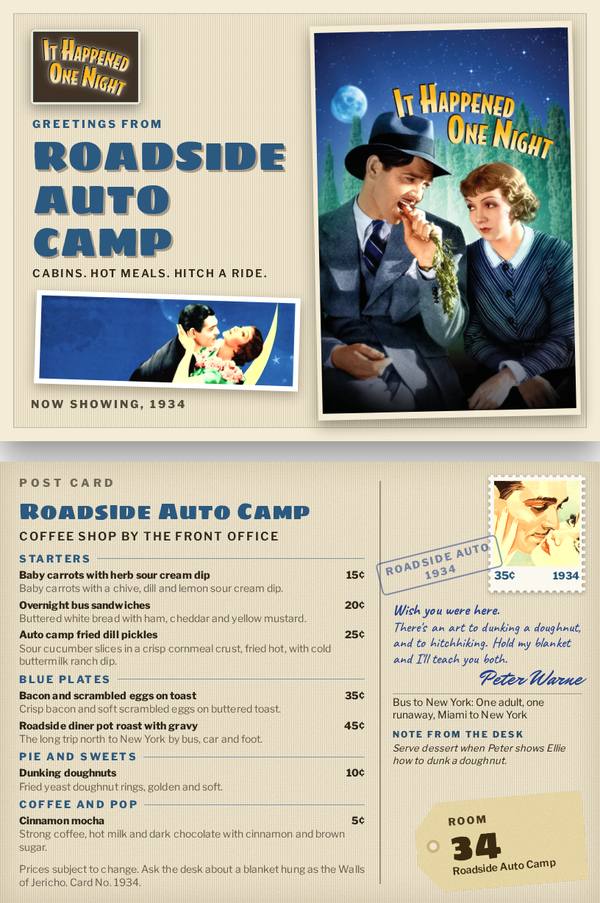 IT HAPPENED
ONE NIGHT
GREETINGS FROM
ROADSIDE
AUTO
CAMP
CABINS. HOT MEALS. HITCH A RIDE.
NOW SHOWING, 1934
IT HAPPENED
ONE NIGHT
POST CARD
ROADSIDE AUTO CAMP
COFFEE SHOP BY THE FRONT OFFICE
STARTERS
Baby carrots with herb sour cream dip 15¢
Baby carrots with a chive, dill and lemon sour cream dip.
Overnight bus sandwiches 20¢
Buttered white bread with ham, cheddar and yellow mustard.
Auto camp fried dill pickles 25¢
Sour cucumber slices in a crisp cornmeal crust, fried hot, with cold
buttermilk ranch dip.
BLUE PLATES
Bacon and scrambled eggs on toast 35¢
Crisp bacon and soft scrambled eggs on buttered toast.
Roadside diner pot roast with gravy 45¢
The long trip north to New York by bus, car and foot.
PIE AND SWEETS
Dunking doughnuts 10¢
Fried yeast doughnut rings, golden and soft.
COFFEE AND POP
Cinnamon mocha 5¢
Strong coffee, hot milk and dark chocolate with cinnamon and brown
sugar.
Prices subject to change. Ask the desk about a blanket hung as the Walls
of Jericho. Card No. 1934.
35¢ 1934
ROADSIDE AUTO
1934
Wish you were here.
There's an art to dunking a doughnut,
and to hitchhiking. Hold my blanket
and I'll teach you both.
Peter Warne
Bus to New York: One adult, one
runaway, Miami to New York
NOTE FROM THE DESK
Serve dessert when Peter shows Ellie
how to dunk a doughnut.
ROOM
34
Roadside Auto Camp